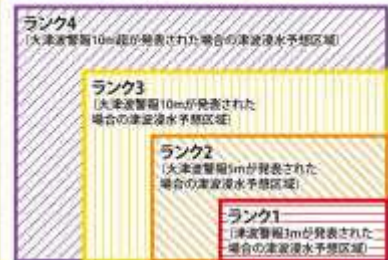 ランク4
(大津波警報10m超が発表された場合の津波浸水予想区域)
ランク3
(大津波警報10mが発表された
場合の津波浸水予想区域)
ランク2
(大津波警報5mが発表された
場合の津波浸水予想区域)
ランク1
(津波警報3mが発表された
場合の津波浸水予想区域)